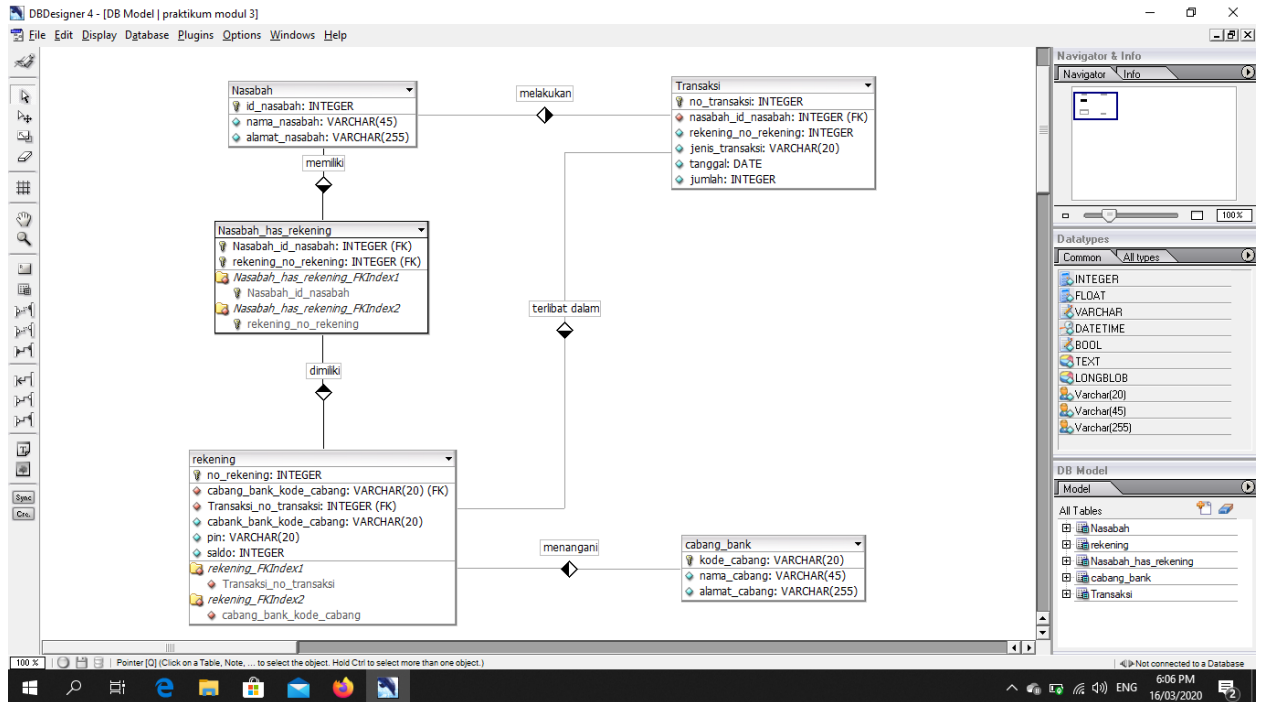 DBDesigner 4 - [DB Model | praktikum modul 3]
File Edit Display Database Plugins Options Windows Help
Nasabah
id_nasabah: INTEGER
nama_nasabah: VARCHAR(45)
alamat_nasabah: VARCHAR(255)
melakukan
Transaksi
no_transaksi: INTEGER
nasabah_id_nasabah: INTEGER (FK)
rekening_no_rekening: INTEGER
jenis_transaksi: VARCHAR(20)
tanggal: DATE
jumlah: INTEGER
memiliki
Nasabah_has_rekening
Nasabah_id_nasabah: INTEGER (FK)
rekening_no_rekening: INTEGER (FK)
Nasabah_has_rekening_FKIndex1
Nasabah_id_nasabah
Nasabah_has_rekening_FKIndex2
rekening_no_rekening
terlibat dalam
dimiliki
rekening
no_rekening: INTEGER
cabang_bank_kode_cabang: VARCHAR(20) (FK)
Transaksi_no_transaksi: INTEGER (FK)
cabank_bank_kode_cabang: VARCHAR(20)
pin: VARCHAR(20)
saldo: INTEGER
rekening_FKIndex1
Transaksi_no_transaksi
rekening_FKIndex2
cabang_bank_kode_cabang
menangani
cabang_bank
kode_cabang: VARCHAR(20)
nama_cabang: VARCHAR(45)
alamat_cabang: VARCHAR(255)
Navigator & Info
Navigator Info
100 %
Datatypes
Common All types
INTEGER
FLOAT
VARCHAR
DATETIME
BOOL
TEXT
LONGBLOB
Varchar(20)
Varchar(45)
Varchar(255)
DB Model
Model
All Tables
Nasabah
rekening
Nasabah_has_rekening
cabang_bank
Transaksi
Sync
Cre.
100 % Pointer [Q] (Click on a Table, Note, ... to select the object. Hold Ctrl to select more than one object.) Not connected to a Database
ENG 6:06 PM
16/03/2020
2